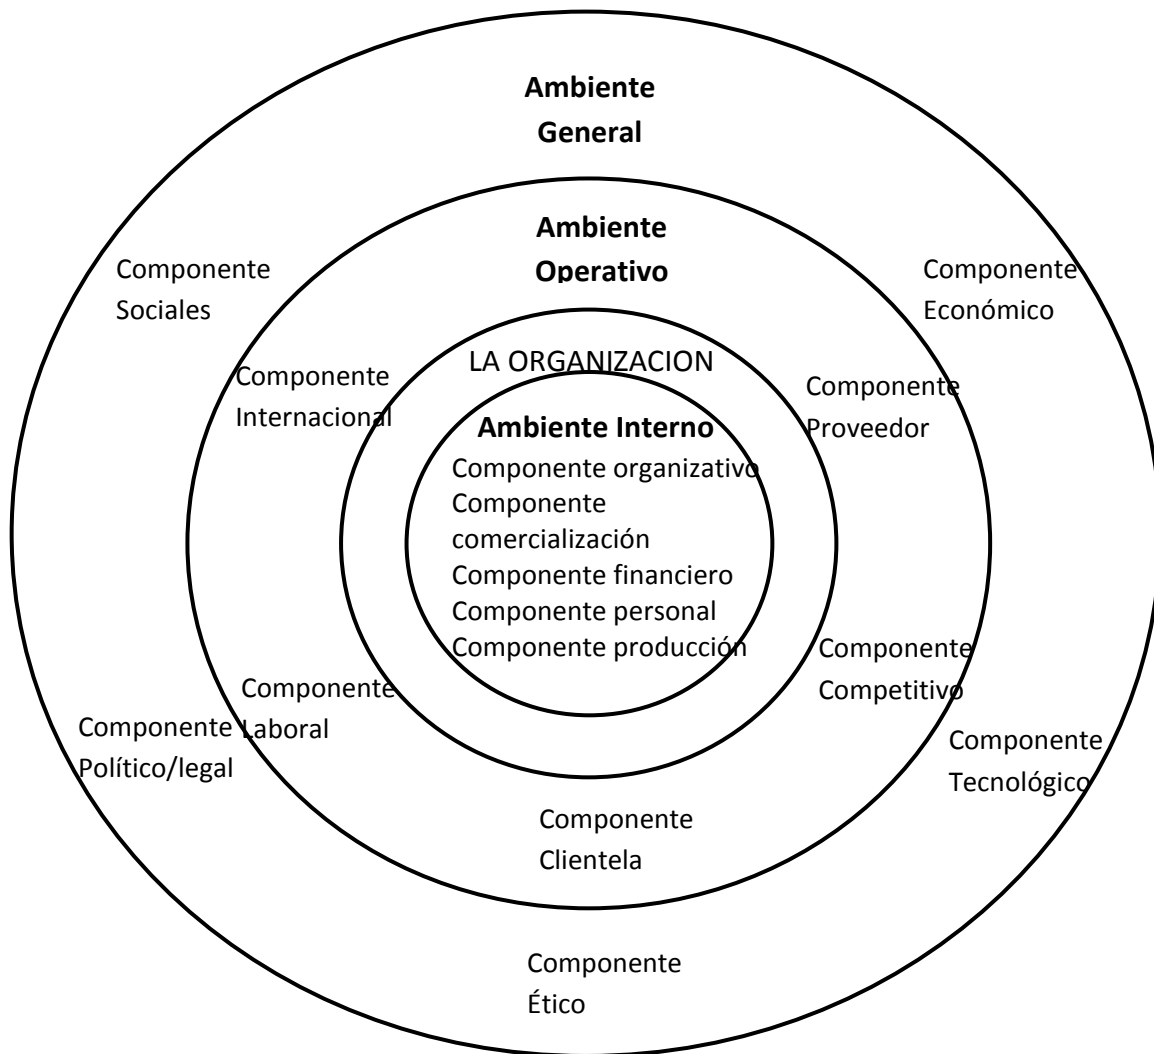 Ambiente
General
Ambiente
Operativo
Componente
Sociales
Componente
Económico
LA ORGANIZACION
Componente
Internacional
Componente
Proveedor
Ambiente Interno
Componente organizativo
Componente
comercialización
Componente financiero
Componente personal
Componente producción
Componente
Competitivo
Componente
Laboral
Componente
Político/legal
Componente
Tecnológico
Componente
Clientela
Componente
Ético